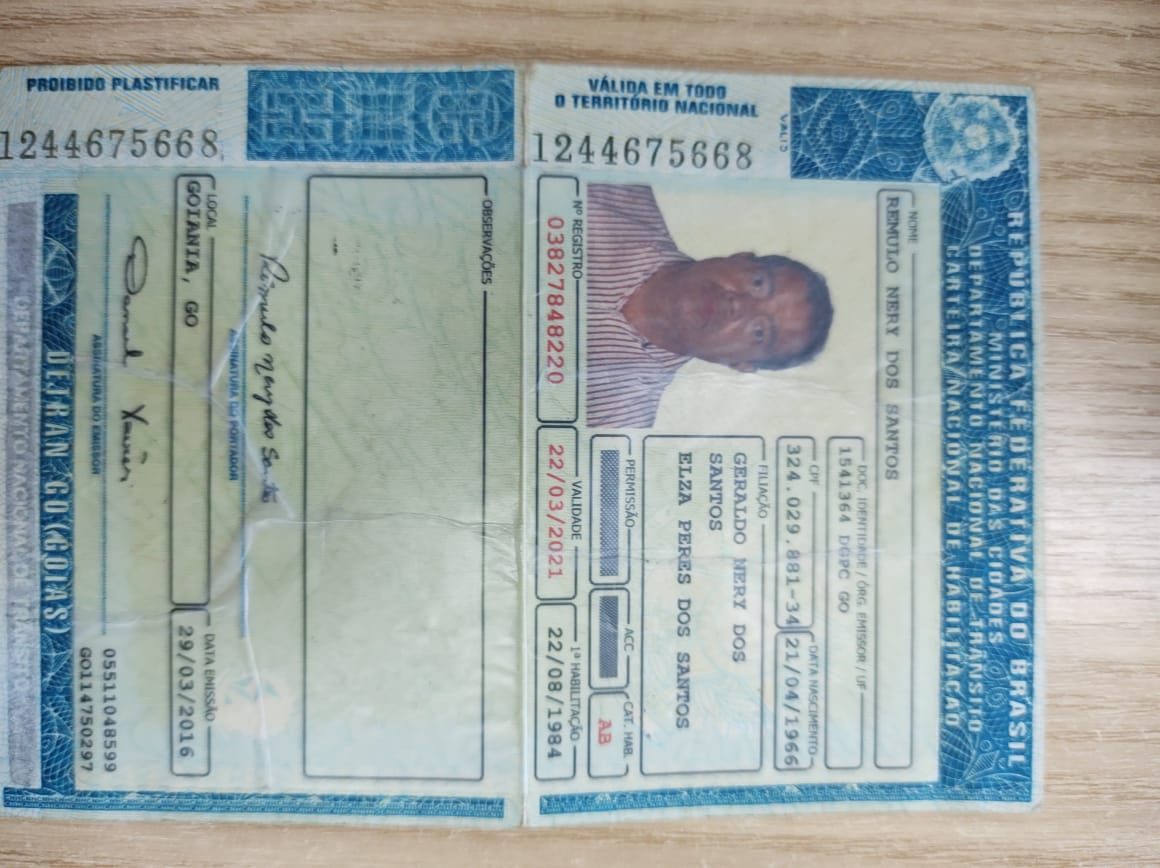 REPÚBLICA FEDERATIVA DO BRASIL
MINISTÉRIO DAS CIDADES
DEPARTAMENTO NACIONAL DE TRÂNSITO
CARTEIRA NACIONAL DE HABILITAÇÃO
NOME
REMULO NERY DOS SANTOS
DOC. IDENTIDADE / ÓRG. EMISSOR / UF
1541364 DGPC GO
CPF
DATA NASCIMENTO
324.029.881-34
21/04/1966
FILIAÇÃO
GERALDO NERY DOS
SANTOS
ELZA PERES DOS SANTOS
PERMISSÃO
ACC
CAT. HAB.
AB
Nº REGISTRO
VALIDADE
1ª HABILITAÇÃO
03827848220
22/03/2021
22/08/1984
VÁLIDA EM TODO
O TERRITÓRIO NACIONAL
1244675668
OBSERVAÇÕES
Rêmulo Nery dos Santos
ASSINATURA DO PORTADOR
LOCAL
DATA EMISSÃO
GOIANIA, GO
29/03/2016
Daniel Xavier
ASSINATURA DO EMISSOR
05511048599
GO114750297
PROIBIDO PLASTIFICAR
1244675668
DETRAN GO (GOIAS)
DEPARTAMENTO NACIONAL DE TRÂNSITO